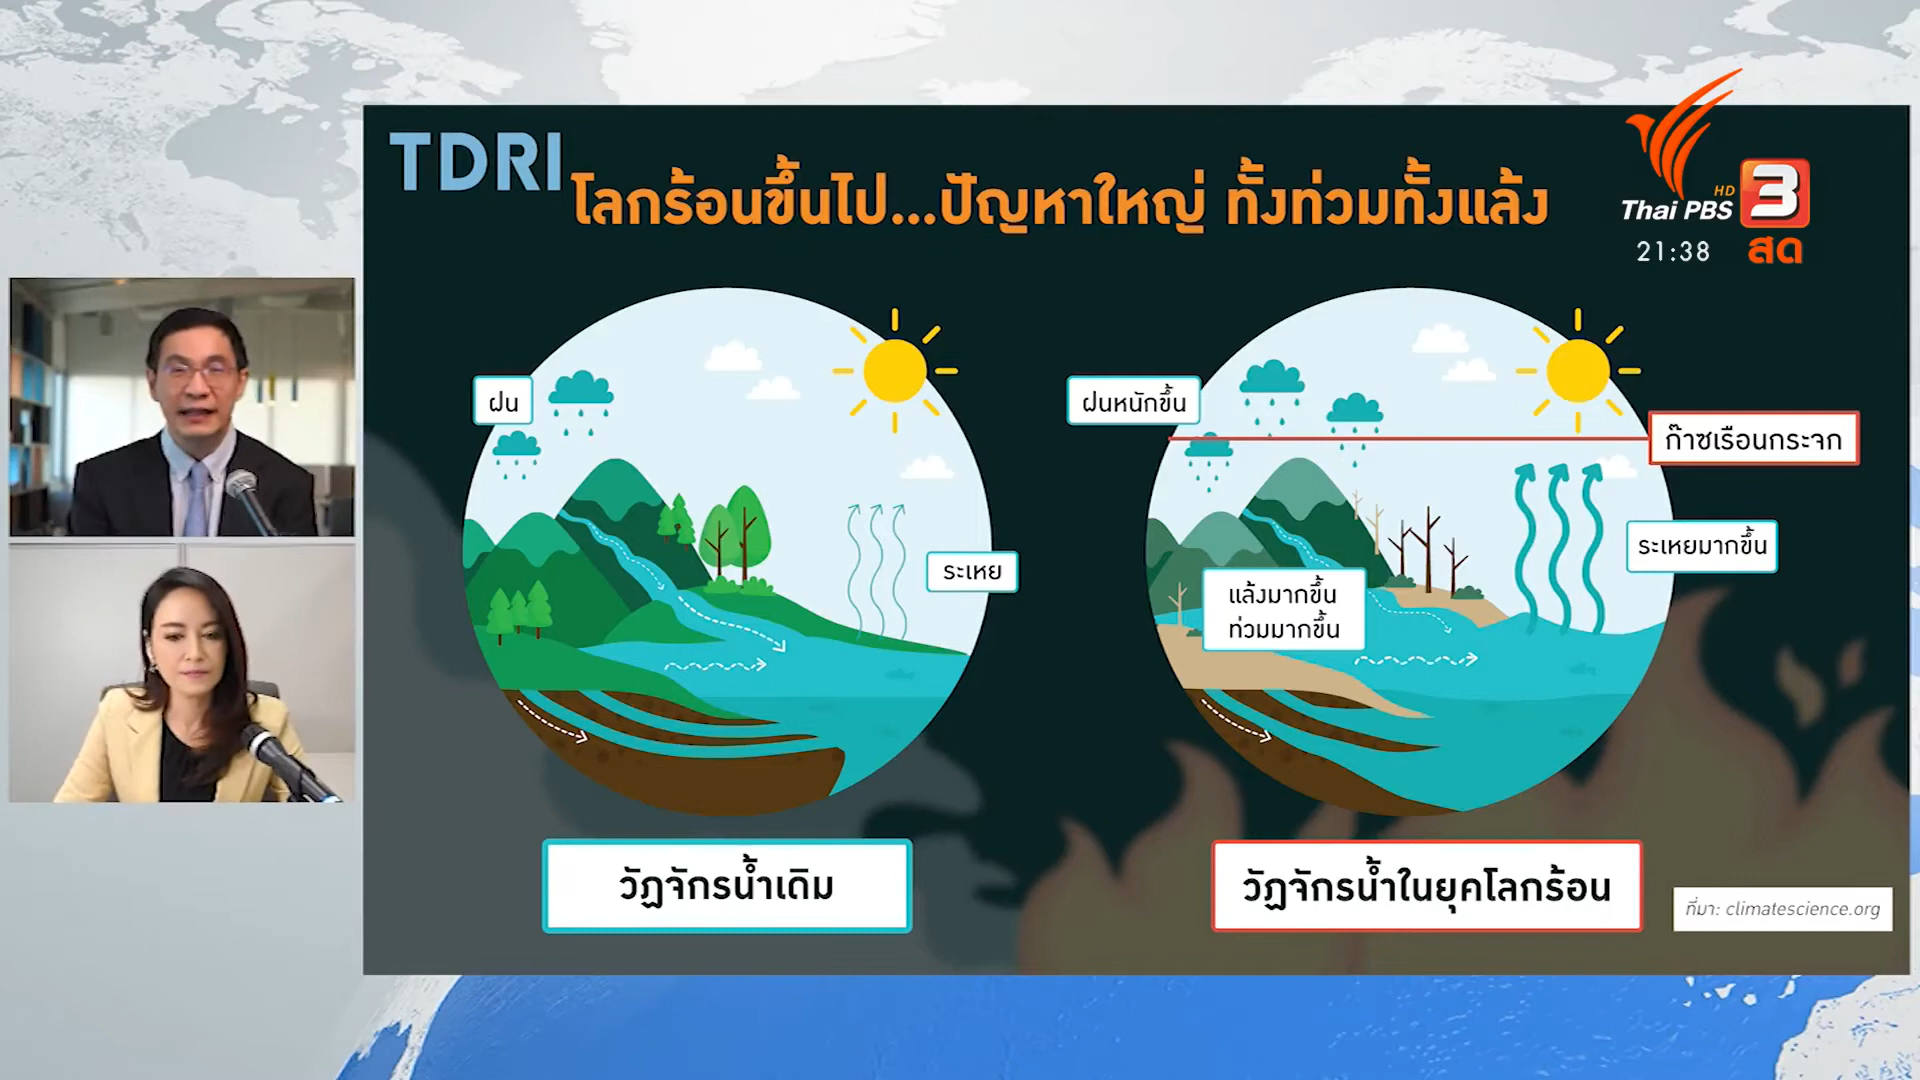 TDRI
โลกร้อนขึ้นไป...ปัญหาใหญ่ ทั้งท่วมทั้งแล้ง
HD
Thai PBS 3
21:38 สด
ฝน
ระเหย
วัฏจักรน้ำเดิม
ฝนหนักขึ้น
ก๊าซเรือนกระจก
ระเหยมากขึ้น
แล้งมากขึ้น
ท่วมมากขึ้น
วัฏจักรน้ำในยุคโลกร้อน
ที่มา: climatescience.org